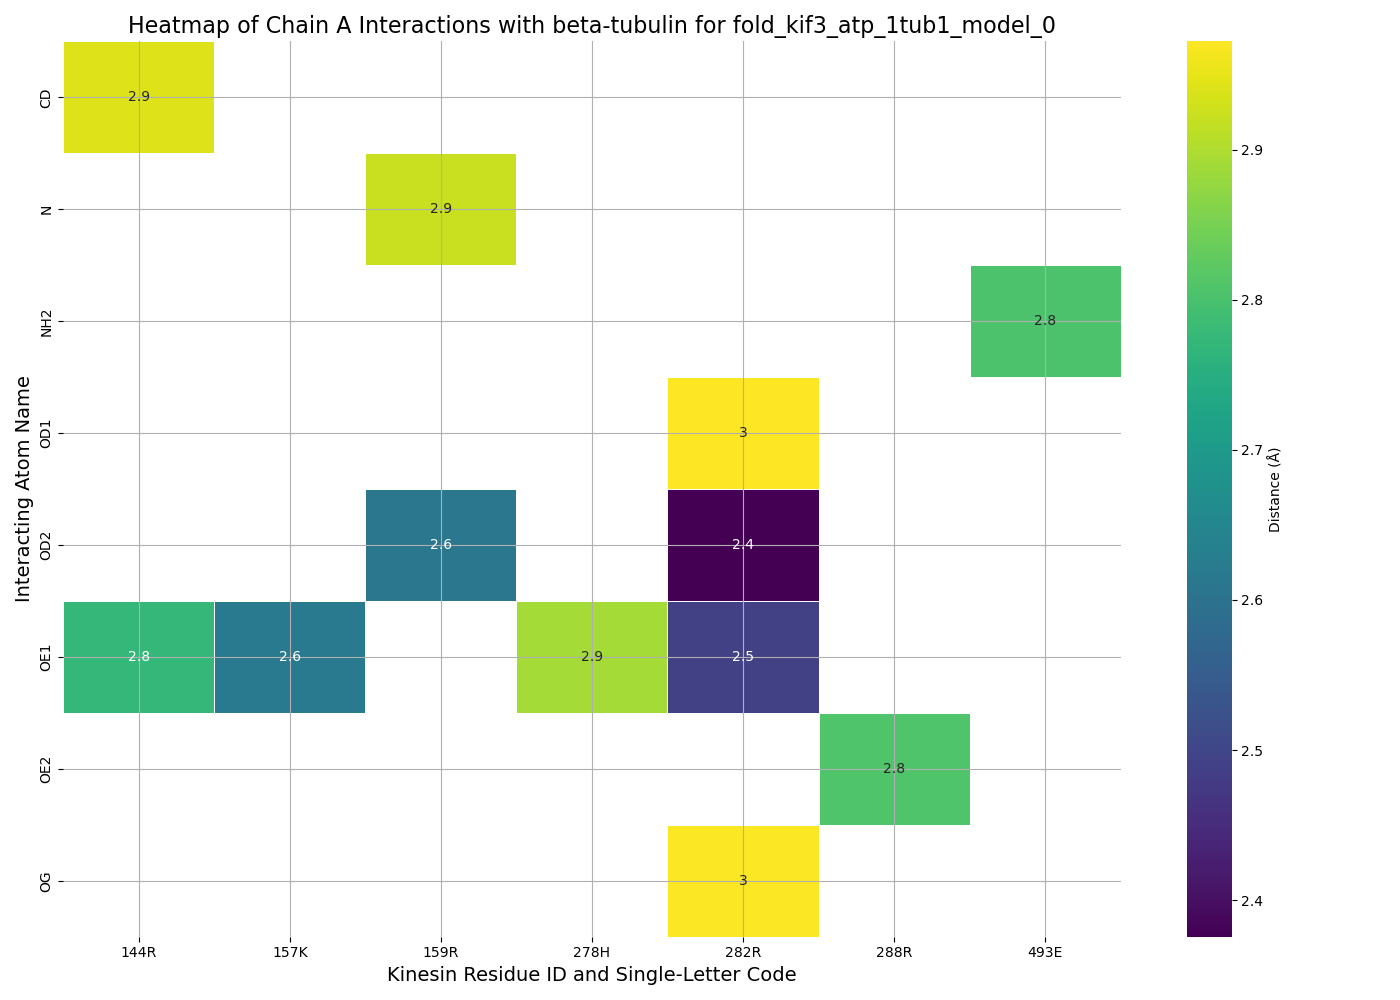 Heatmap of Chain A Interactions with beta-tubulin for fold_kif3_atp_1tub1_model_0
Interacting Atom Name
CD
2.9
N
2.9
NH2
2.8
OD1
3
OD2
2.6 2.4
OE1
2.8 2.6 2.9 2.5
OE2
2.8
OG
3
144R 157K 159R 278H 282R 288R 493E
Kinesin Residue ID and Single-Letter Code
2.9
2.8
2.7
2.6
2.5
2.4
Distance (Å)